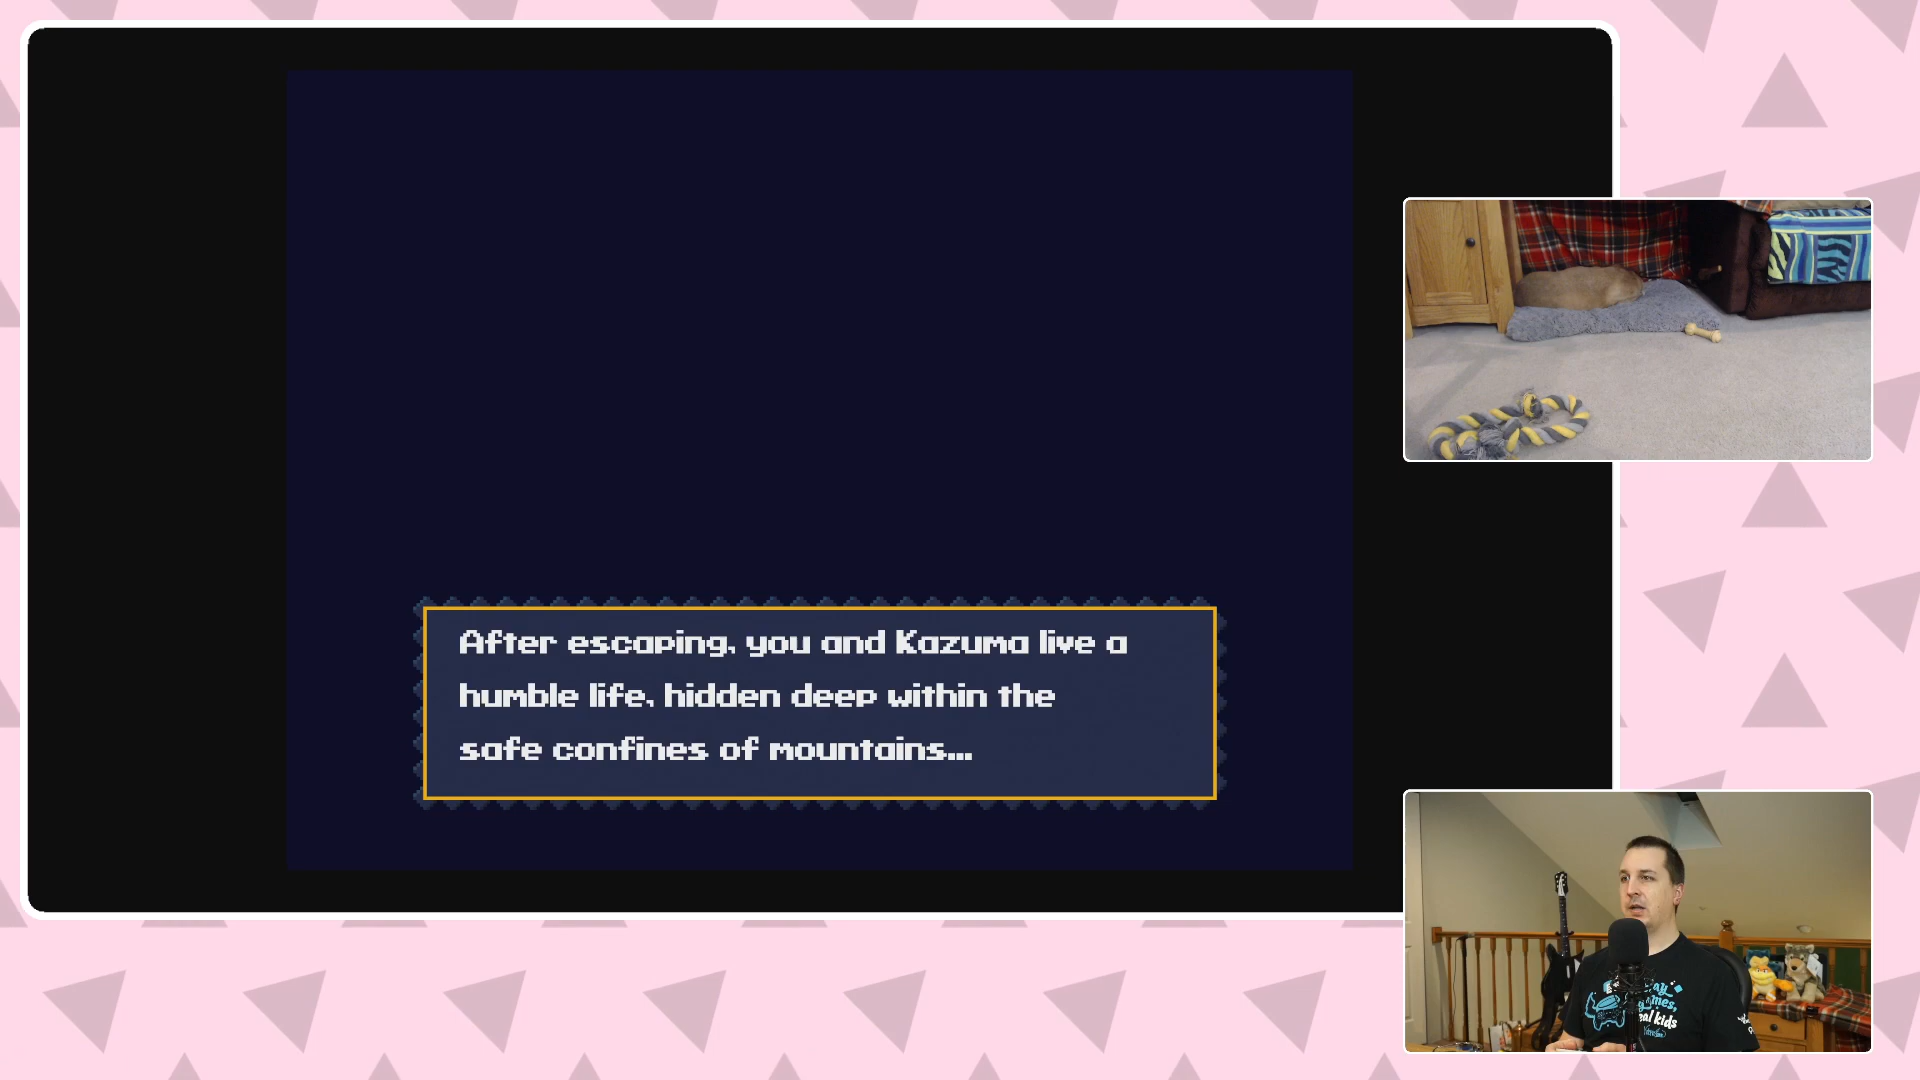 After escaping, you and Kazuma live a
humble life, hidden deep within the
safe confines of mountains...